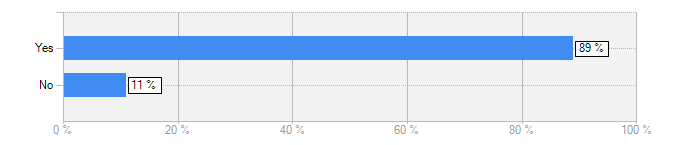 Yes 89 %
No 11 %
0 % 20 % 40 % 60 % 80 % 100 %